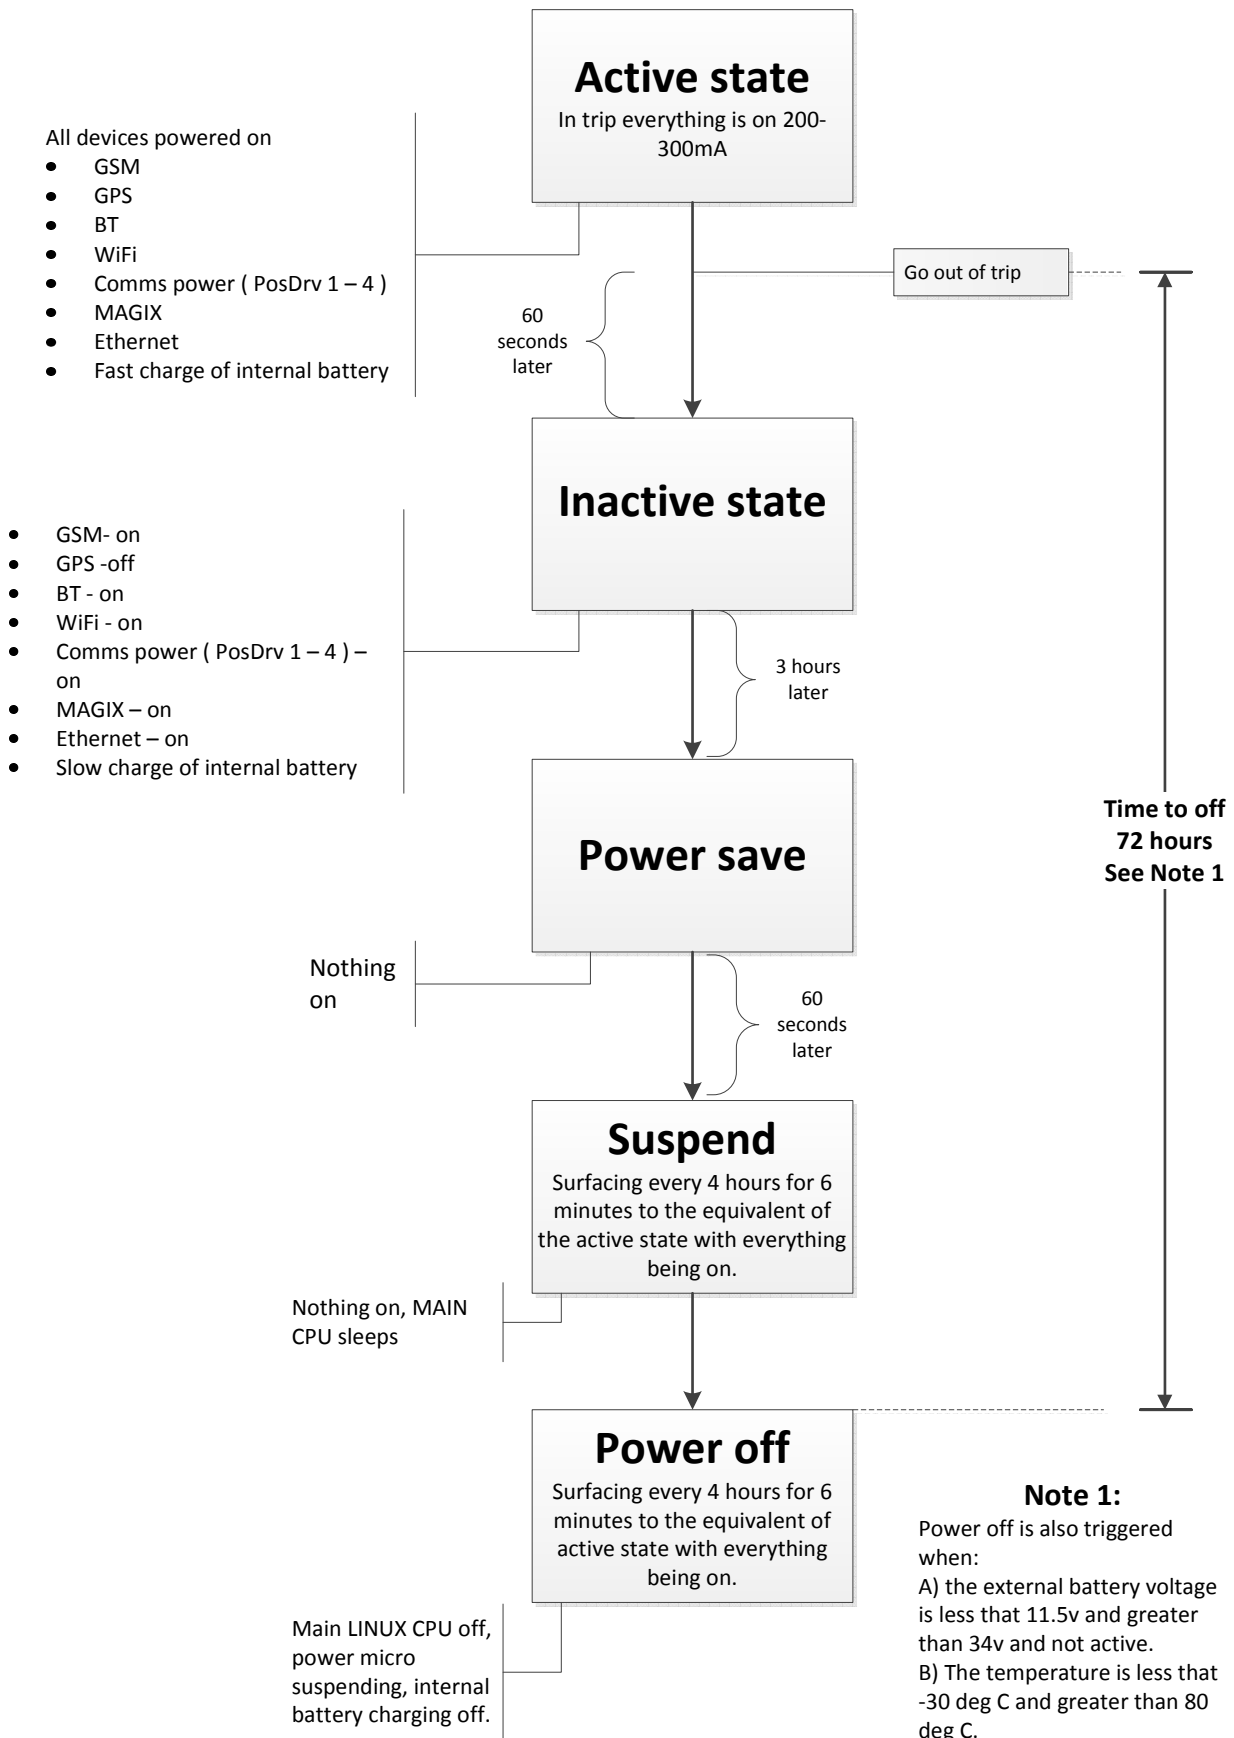 Active state
In trip everything is on 200-
300mA
All devices powered on
• GSM
• GPS
• BT
• WiFi
• Comms power ( PosDrv 1 – 4 )
• MAGIX
• Ethernet
• Fast charge of internal battery
Go out of trip
60
seconds
later
Inactive state
• GSM- on
• GPS -off
• BT - on
• WiFi - on
• Comms power ( PosDrv 1 – 4 ) –
on
• MAGIX – on
• Ethernet – on
• Slow charge of internal battery
3 hours
later
Time to off
72 hours
See Note 1
Power save
Nothing
on
60
seconds
later
Suspend
Surfacing every 4 hours for 6
minutes to the equivalent of
the active state with everything
being on.
Nothing on, MAIN
CPU sleeps
Power off
Surfacing every 4 hours for 6
minutes to the equivalent of
active state with everything
being on.
Main LINUX CPU off,
power micro
suspending, internal
battery charging off.
Note 1:
Power off is also triggered
when:
A) the external battery voltage
is less that 11.5v and greater
than 34v and not active.
B) The temperature is less that
-30 deg C and greater than 80
deg C.